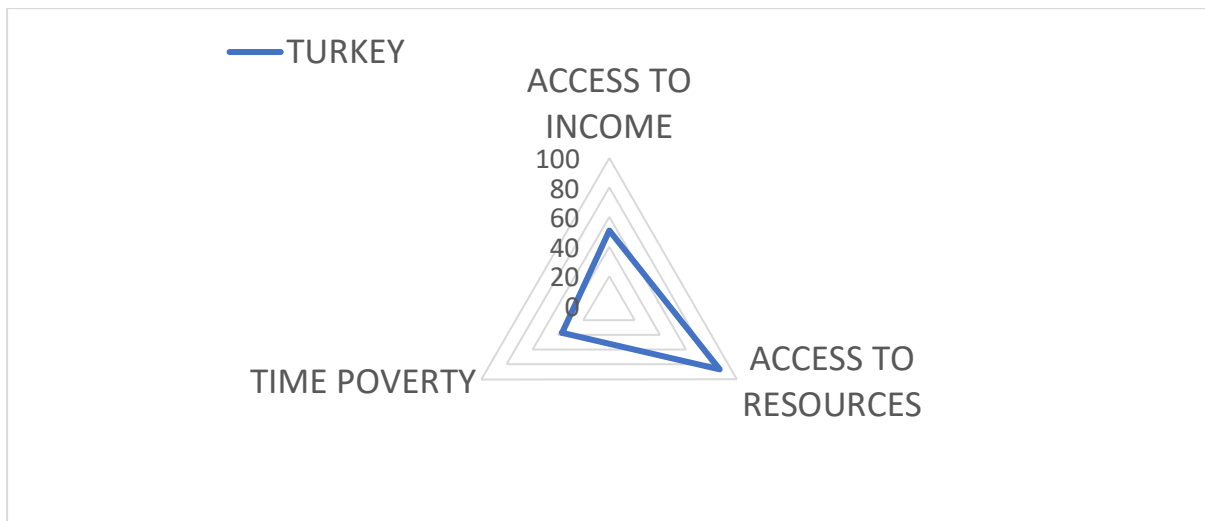 TURKEY
ACCESS TO
INCOME
100
80
60
40
20
0
TIME POVERTY
ACCESS TO
RESOURCES